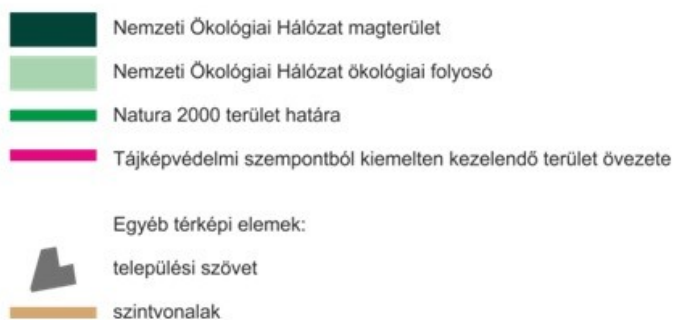 Nemzeti Ökológiai Hálózat magterület
Nemzeti Ökológiai Hálózat ökológiai folyosó
Natura 2000 terület határa
Tájképvédelmi szempontból kiemelten kezelendő terület övezete
Egyéb térképi elemek:
települési szövet
szintvonalak